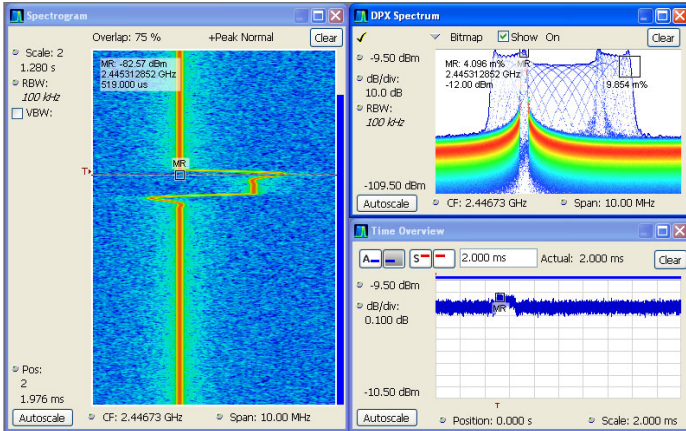 Spectrogram
Overlap: 75 %
+Peak Normal
Clear
Scale: 2
1.280 s
RBW:
100 kHz
VBW:
MR: -82.57 dBm
2.445312852 GHz
519.000 us
MR
T
Pos:
2
1.976 ms
Autoscale
CF: 2.44673 GHz
Span: 10.00 MHz
DPX Spectrum
Bitmap
Show
On
Clear
-9.50 dBm
dB/div:
10.0 dB
RBW:
100 kHz
-109.50 dBm
MR: 4.096 m%
2.445312852 GHz
-12.00 dBm
MR
9.854 m%
Autoscale
CF: 2.44673 GHz
Span: 10.00 MHz
Time Overview
A
S
2.000 ms
Actual: 2.000 ms
Clear
-9.50 dBm
dB/div:
0.100 dB
-10.50 dBm
MR
T
Autoscale
Position: 0.000 s
Scale: 2.000 ms